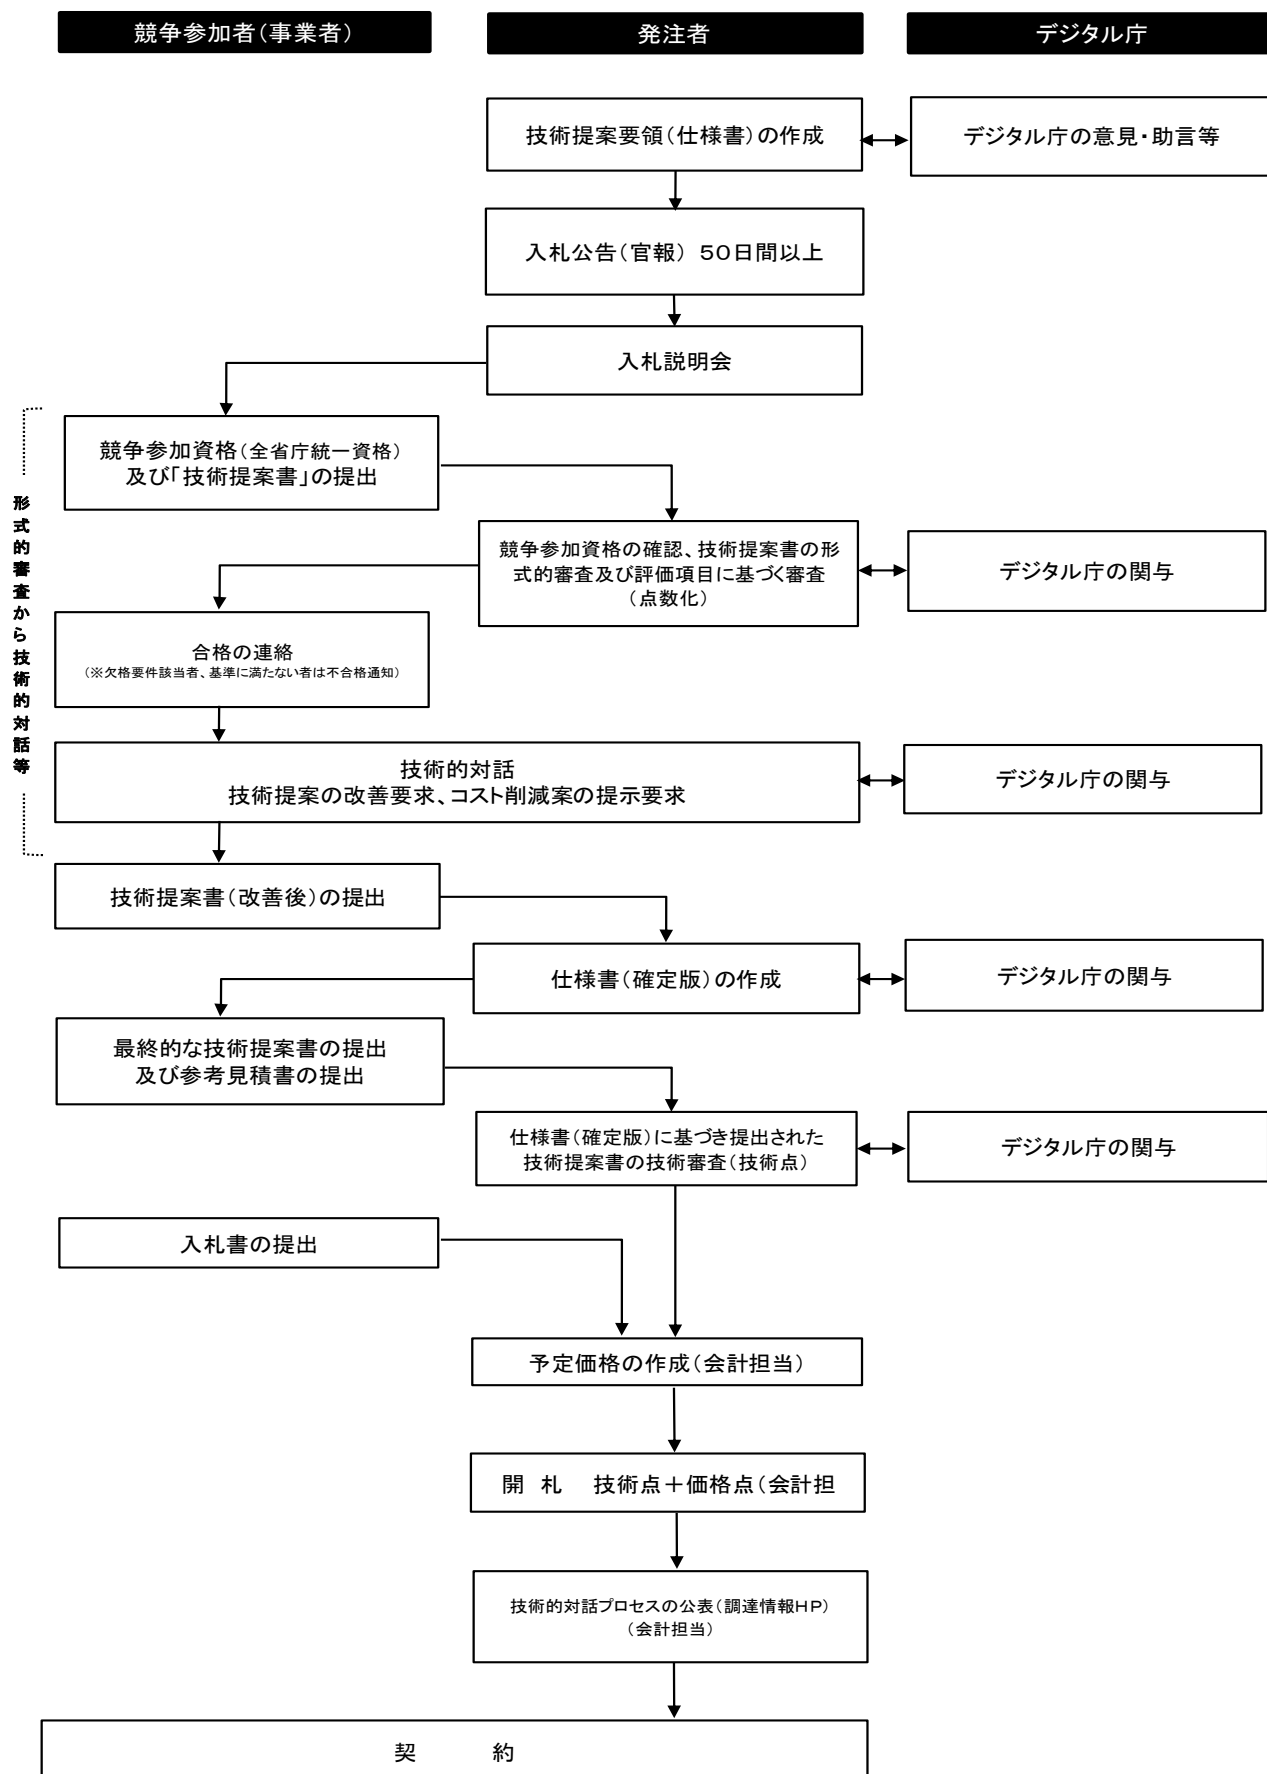 競争参加者(事業者)
発注者
デジタル庁
技術提案要領(仕様書)の作成
デジタル庁の意見・助言等
入札公告(官報) 50日間以上
入札説明会
形式的審査から技術的対話等
競争参加資格(全省庁統一資格)
及び「技術提案書」の提出
競争参加資格の確認、技術提案書の形
式的審査及び評価項目に基づく審査
(点数化)
デジタル庁の関与
合格の連絡
(※欠格要件該当者、基準に満たない者は不合格通知)
技術的対話
技術提案の改善要求、コスト削減案の提示要求
デジタル庁の関与
技術提案書(改善後)の提出
仕様書(確定版)の作成
デジタル庁の関与
最終的な技術提案書の提出
及び参考見積書の提出
仕様書(確定版)に基づき提出された
技術提案書の技術審査(技術点)
デジタル庁の関与
入札書の提出
予定価格の作成(会計担当)
開 札 技術点+価格点(会計担
技術的対話プロセスの公表(調達情報HP)
(会計担当)
契 約